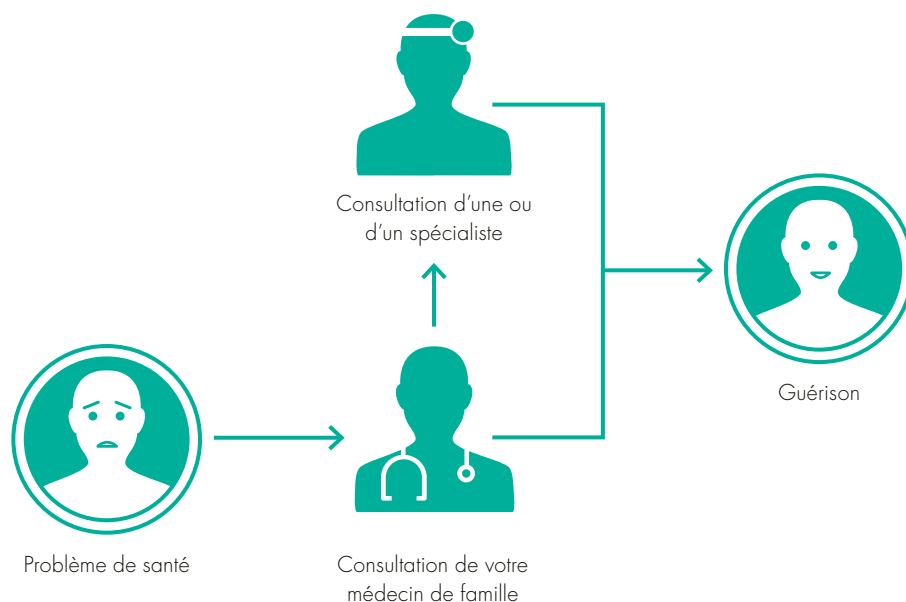 Consultation d’une ou
d’un spécialiste
Guérison
Problème de santé
Consultation de votre
médecin de famille